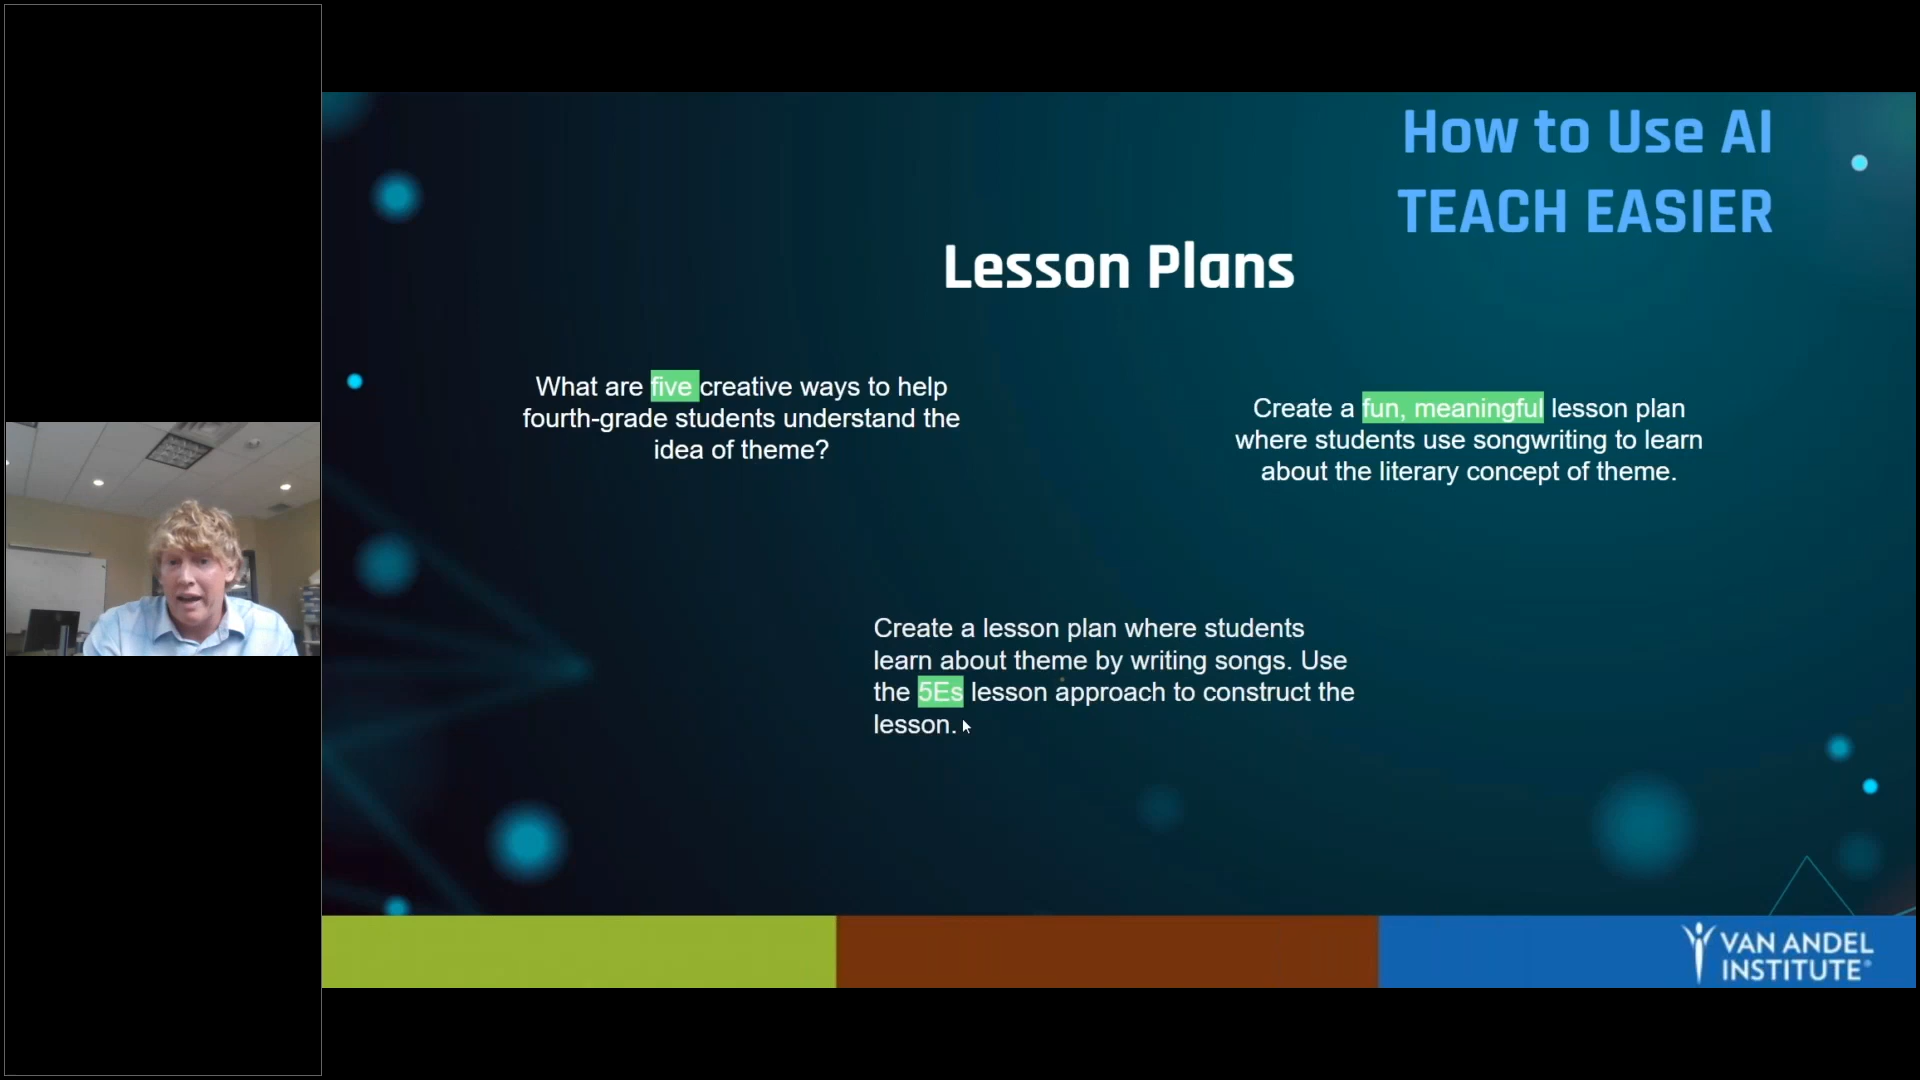 How to Use AI
TEACH EASIER
Lesson Plans
What are five creative ways to help
fourth-grade students understand the
idea of theme?
Create a fun, meaningful lesson plan
where students use songwriting to learn
about the literary concept of theme.
Create a lesson plan where students
learn about theme by writing songs. Use
the 5Es lesson approach to construct the
lesson.
VAN ANDEL
INSTITUTE®